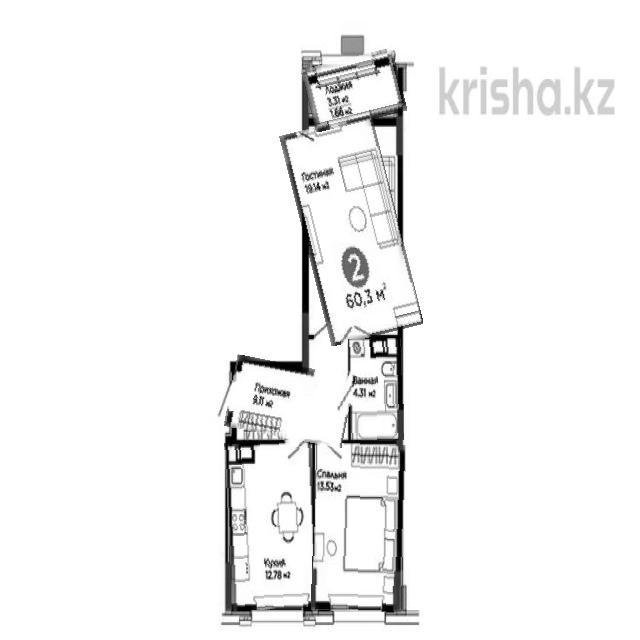 krisha.kz
Лоджия
3.31 м2
1.66 м2
Гостиная
19.14 м2
2
60,3 м²
Прихожая
9.11 м2
Ванная
4.31 м2
Спальня
13.53 м2
Кухня
12.78 м2